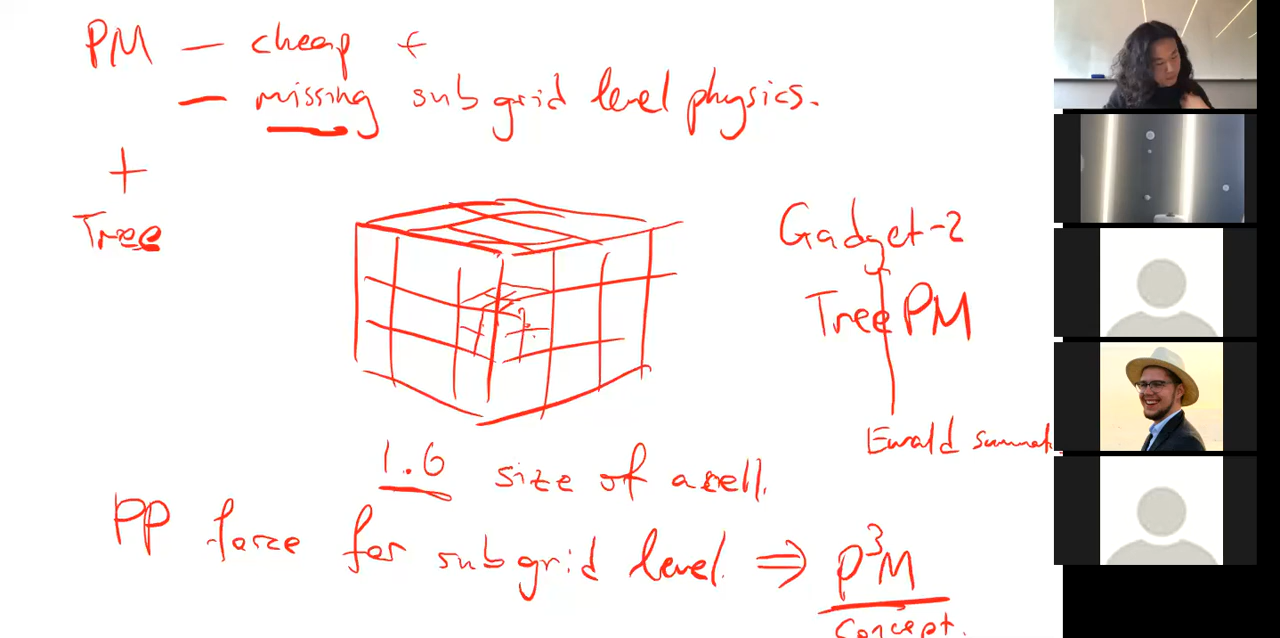 PM — cheap +
— missing subgrid level physics.
+
Tree
Gadget-2
TreePM
Ewald
1.6 size of a cell.
PP force for subgrid level. ⇒ P³M
concept.